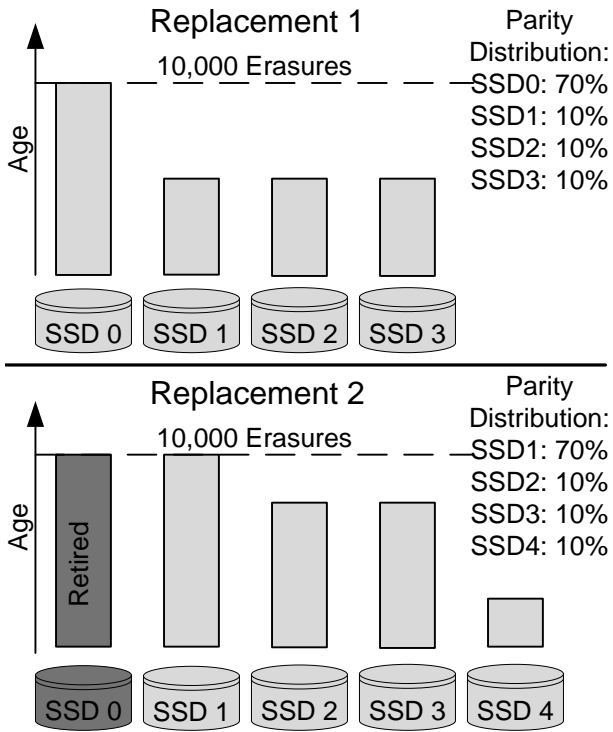 Replacement 1
10,000 Erasures
Age
Parity
Distribution:
SSD0: 70%
SSD1: 10%
SSD2: 10%
SSD3: 10%
SSD 0
SSD 1
SSD 2
SSD 3
Replacement 2
10,000 Erasures
Age
Retired
Parity
Distribution:
SSD1: 70%
SSD2: 10%
SSD3: 10%
SSD4: 10%
SSD 0
SSD 1
SSD 2
SSD 3
SSD 4